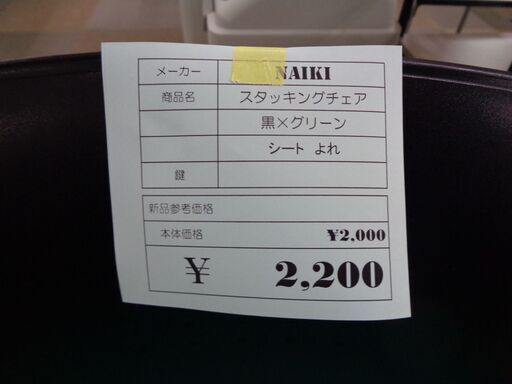 メーカー NAIKI
商品名 スタッキングチェア
黒×グリーン
シート よれ
鍵
新品参考価格
本体価格 ¥2,000
¥ 2,200